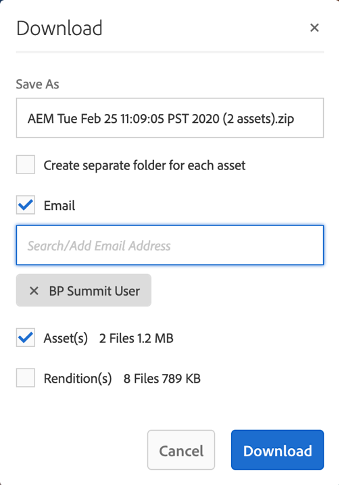 Download
Save As
AEM Tue Feb 25 11:09:05 PST 2020 (2 assets).zip
Create separate folder for each asset
Email
Search/Add Email Address
× BP Summit User
Asset(s) 2 Files 1.2 MB
Rendition(s) 8 Files 789 KB
Cancel Download